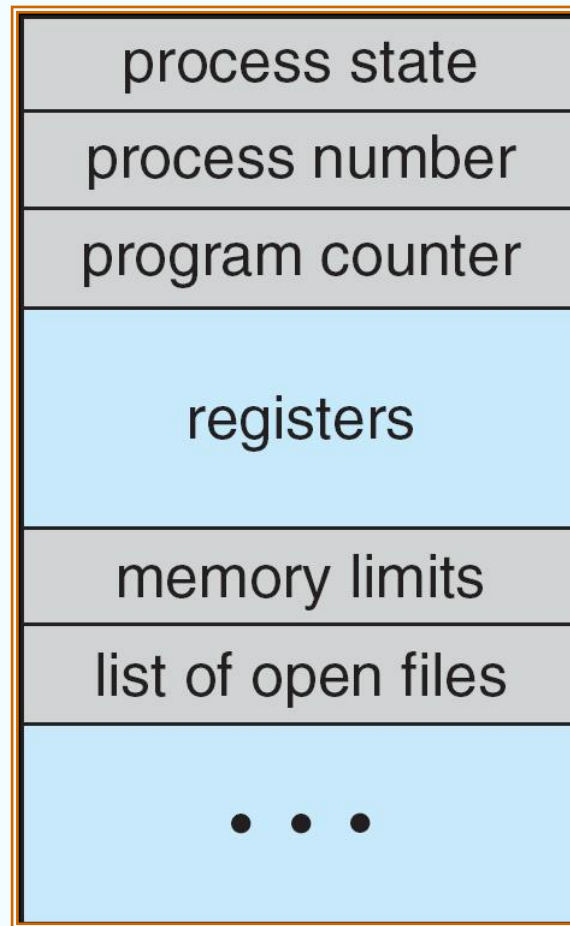 process state
process number
program counter
registers
memory limits
list of open files
• • •